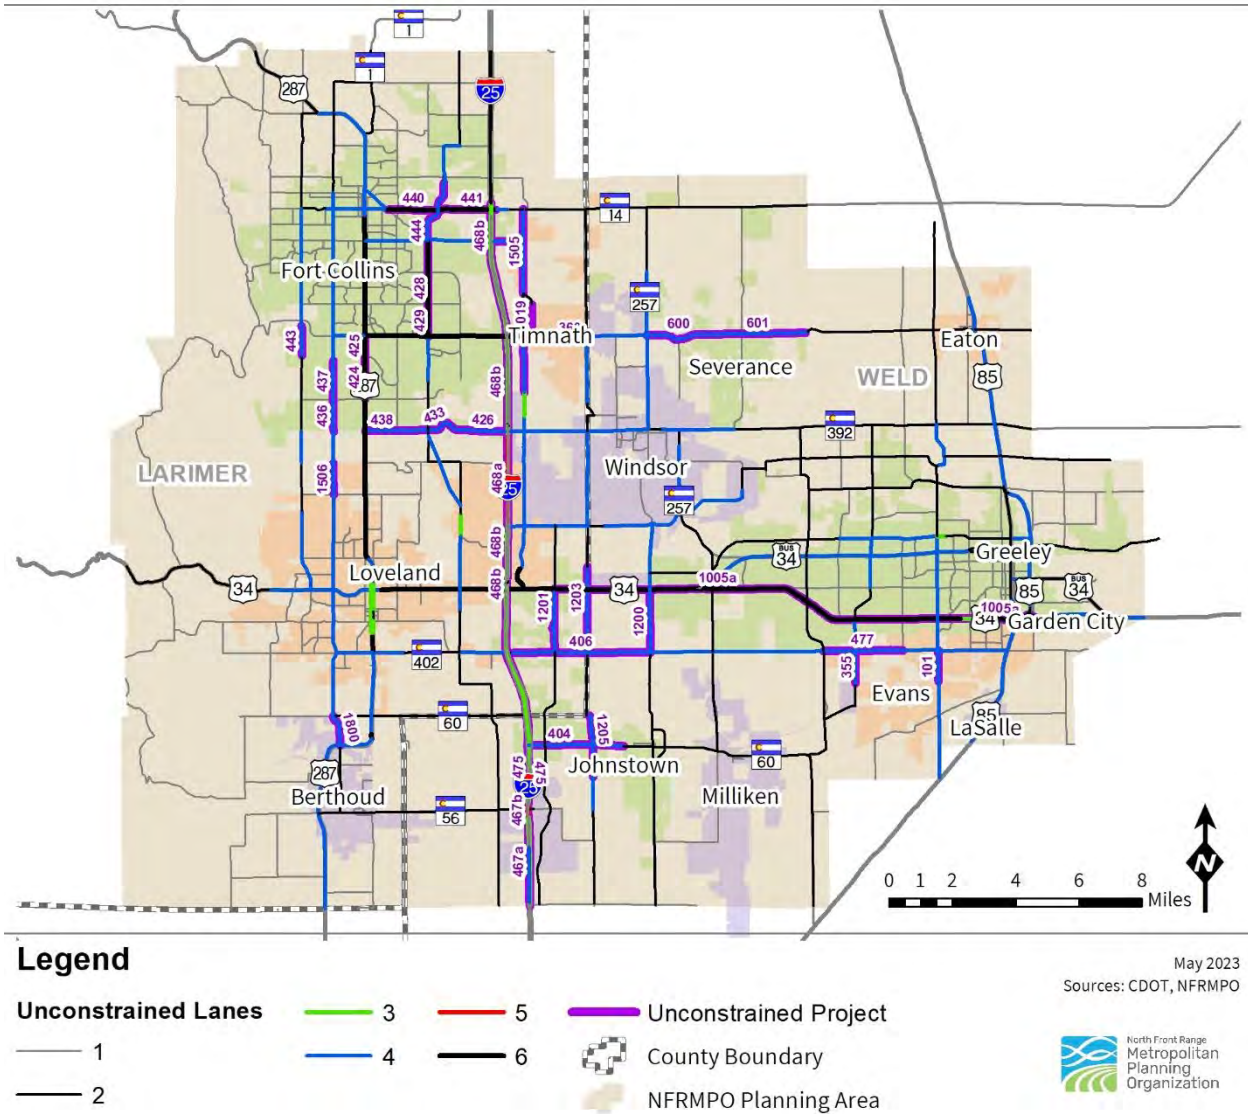 1
1
287
25
440
441
14
444
468b
1505
Fort Collins
428
257
429
019
Timnath
600
601
Eaton
443
425
424
437
Severance
WELD
85
468b
436
438
433
426
392
LARIMER
1506
468a
Windsor
257
25
468b
BUS
34
Greeley
Loveland
468b
34
1201
1203
34
1005a
1200
BUS
34
85
34
Garden City
406
477
402
355
101
Evans
1800
60
1205
85
LaSalle
404
60
Johnstown
475
475
287
25
Berthoud
Milliken
467b
56
467a
N
0 1 2 4 6 8
Miles
Legend
Unconstrained Lanes
1
2
3
4
5
6
Unconstrained Project
County Boundary
NFRMPO Planning Area
May 2023
Sources: CDOT, NFRMPO
North Front Range
Metropolitan
Planning
Organization